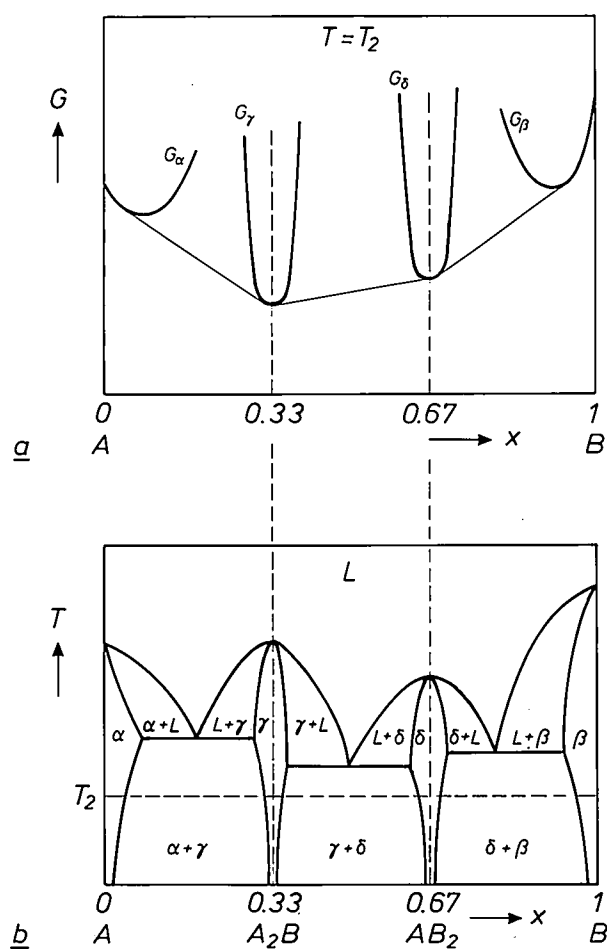 T = T₂
G
Gα
Gγ
Gδ
Gβ
0 0.33 0.67 1
a A x B
L
T
α α+L L+γ γ γ+L L+δ δ δ+L L+β β
T₂
α+γ γ+δ δ+β
0 0.33 0.67 1
b A A₂B AB₂ x B